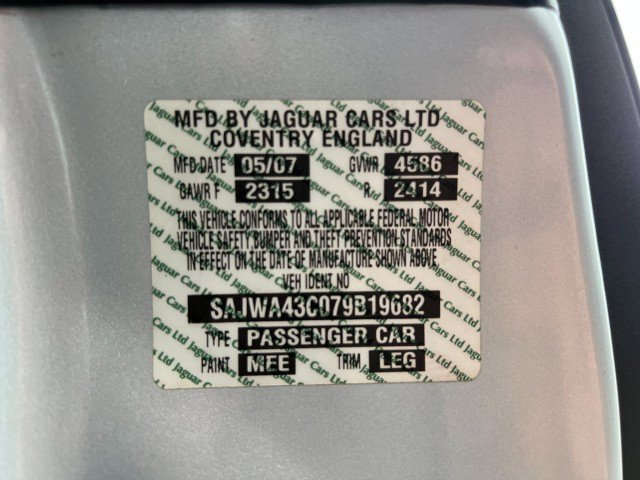 MFD BY JAGUAR CARS LTD
COVENTRY ENGLAND
MFD DATE 05/07 GVWR 4586
GAWR F 2315 R 2414
THIS VEHICLE CONFORMS TO ALL APPLICABLE FEDERAL MOTOR
VEHICLE SAFETY BUMPER AND THEFT PREVENTION STANDARDS
IN EFFECT ON THE DATE OF MANUFACTURE SHOWN ABOVE.
VEH IDENT NO
SAJWA43C079B19682
TYPE PASSENGER CAR
PAINT MEE TRIM LEG